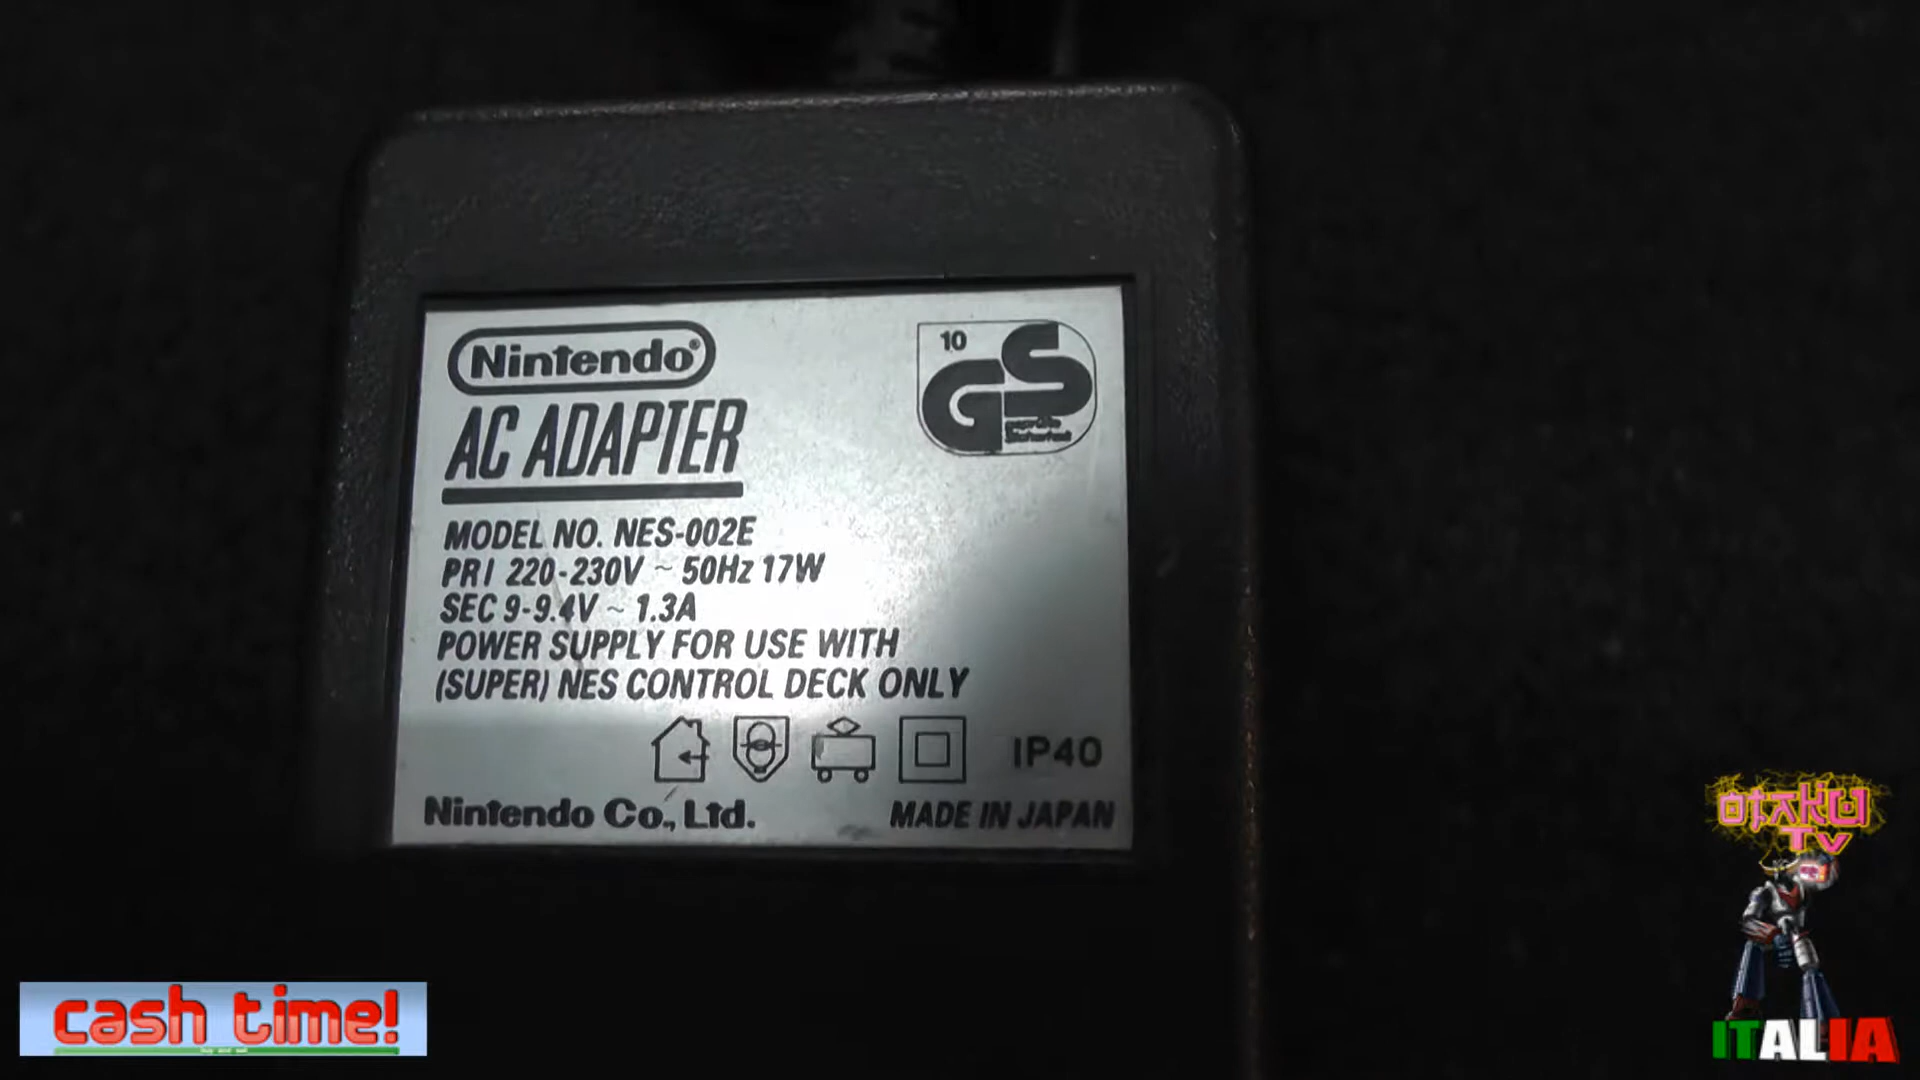 Nintendo®
10
GS
AC ADAPTER
MODEL NO. NES-002E
PRI 220-230V ~ 50Hz 17W
SEC 9-9.4V ~ 1.3A
POWER SUPPLY FOR USE WITH
(SUPER) NES CONTROL DECK ONLY
IP40
Nintendo Co., Ltd.
MADE IN JAPAN
OTAKU
TV
cash time!
ITALIA